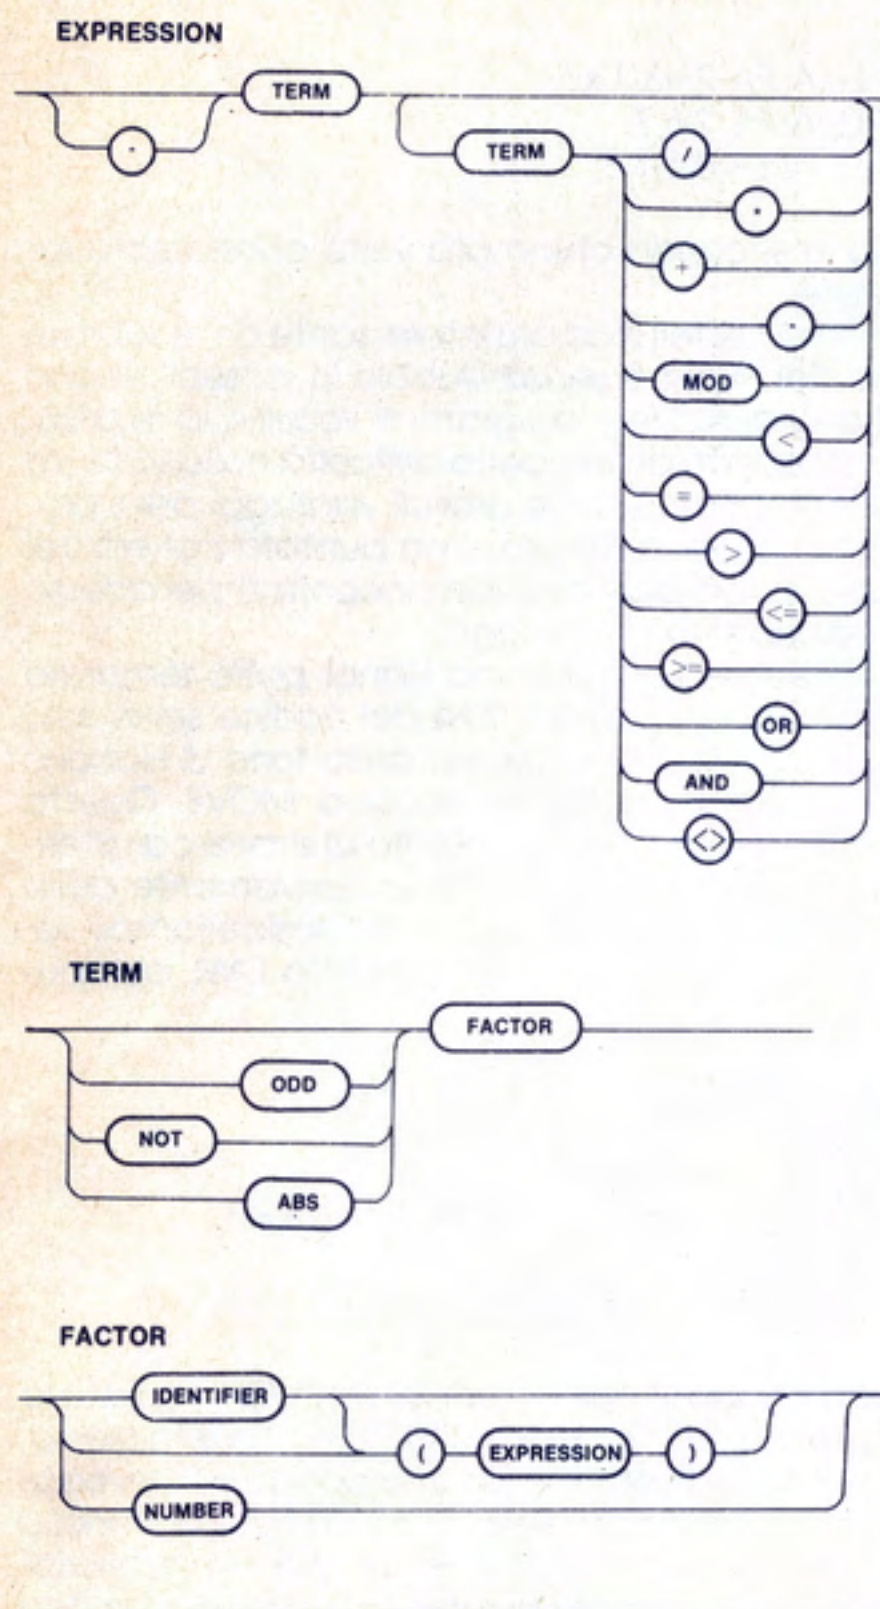 EXPRESSION
TERM
-
TERM
/
+
MOD
<
=
>
<=
>=
OR
AND
<>
TERM
FACTOR
ODD
NOT
ABS
FACTOR
IDENTIFIER
( EXPRESSION )
NUMBER